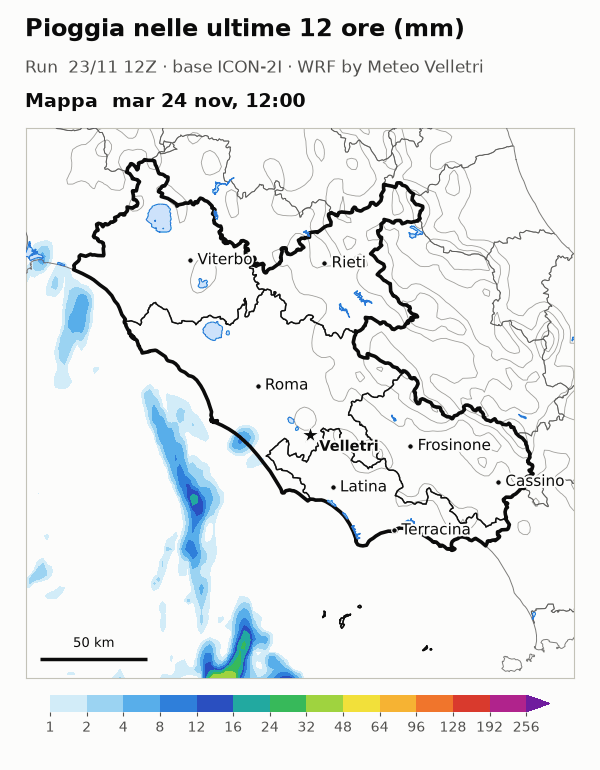 Pioggia nelle ultime 12 ore (mm)
Run  23/11 12Z · base ICON-2I · WRF by Meteo Velletri
Mappa  mar 24 nov, 12:00
Viterbo
Rieti
Roma
Velletri
Frosinone
Latina
Cassino
Terracina
50 km
1 2 4 8 12 16 24 32 48 64 96 128 192 256